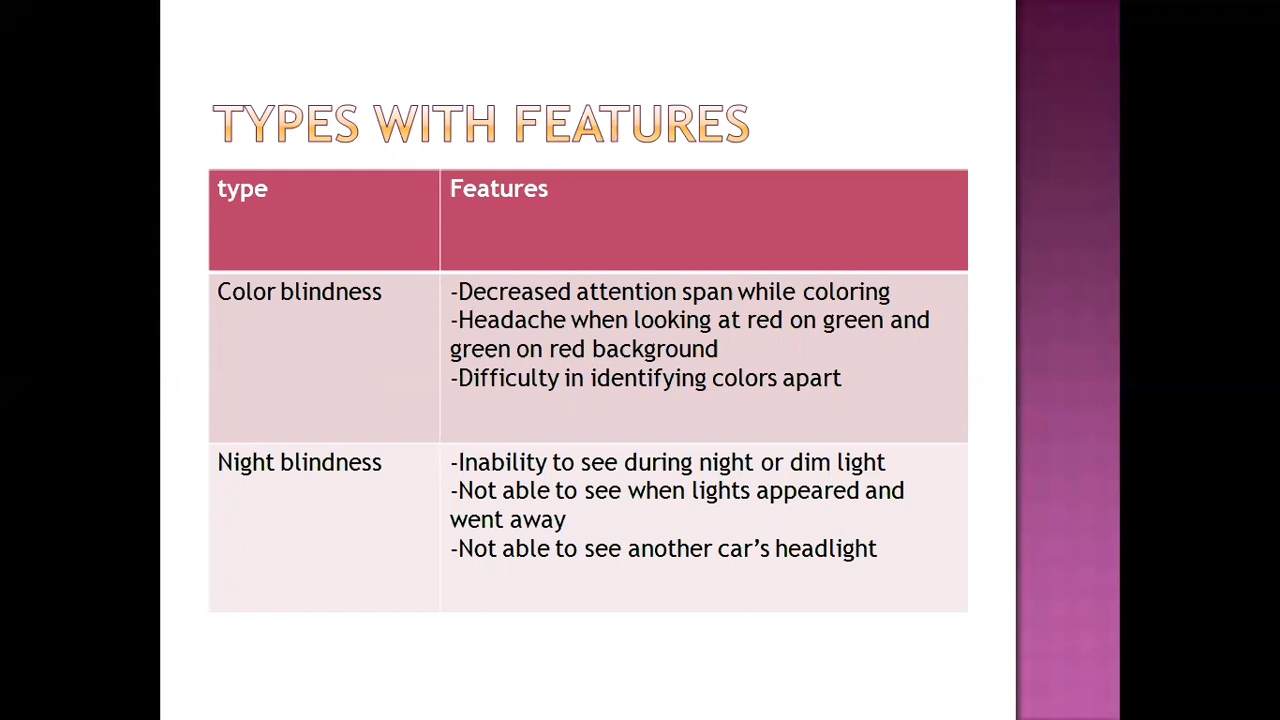 TYPES WITH FEATURES
type
Features
Color blindness
-Decreased attention span while coloring
-Headache when looking at red on green and
green on red background
-Difficulty in identifying colors apart
Night blindness
-Inability to see during night or dim light
-Not able to see when lights appeared and
went away
-Not able to see another car’s headlight